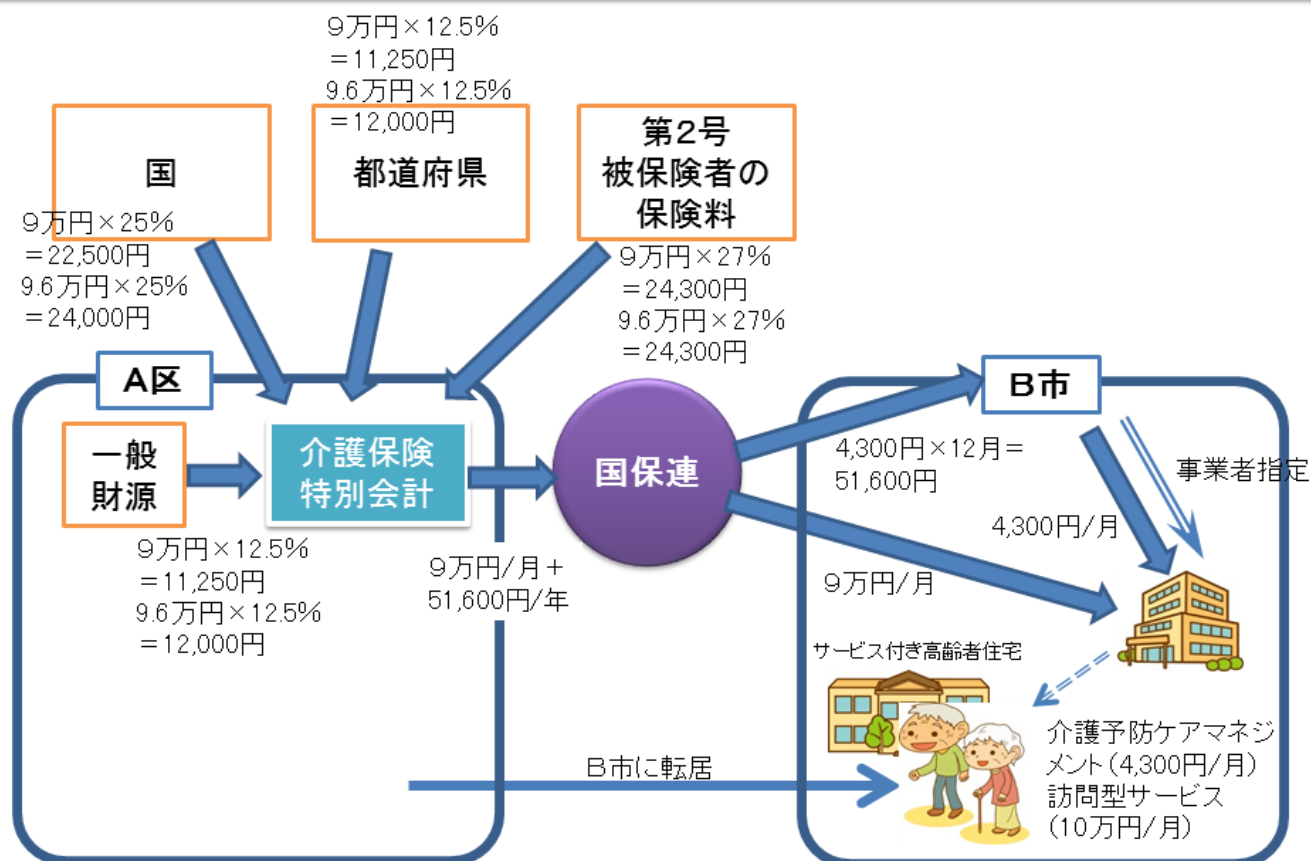 9万円×12.5%
=11,250円
9.6万円×12.5%
=12,000円
国
都道府県
第2号
被保険者の
保険料
9万円×25%
=22,500円
9.6万円×25%
=24,000円
9万円×27%
=24,300円
9.6万円×27%
=24,300円
A区
一般
財源
介護保険
特別会計
国保連
B市
4,300円×12月=
51,600円
事業者指定
4,300円/月
9万円/月
9万円×12.5%
=11,250円
9.6万円×12.5%
=12,000円
9万円/月+
51,600円/年
サービス付き高齢者住宅
B市に転居
介護予防ケアマネジ
メント(4,300円/月)
訪問型サービス
(10万円/月)